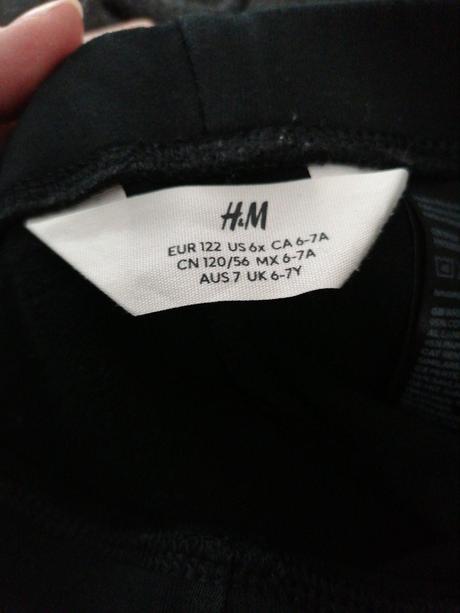 H&M
EUR 122 US 6x CA 6-7A
CN 120/56 MX 6-7A
AUS 7 UK 6-7Y